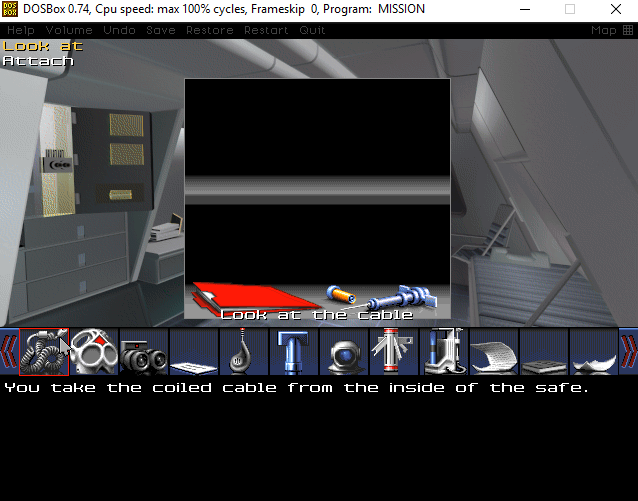 DOSBox 0.74, Cpu speed: max 100% cycles, Frameskip 0, Program: MISSION
Help Volume Undo Save Restore Restart Quit Map
Look at
Attach
Look at the cable
You take the coiled cable from the inside of the safe.